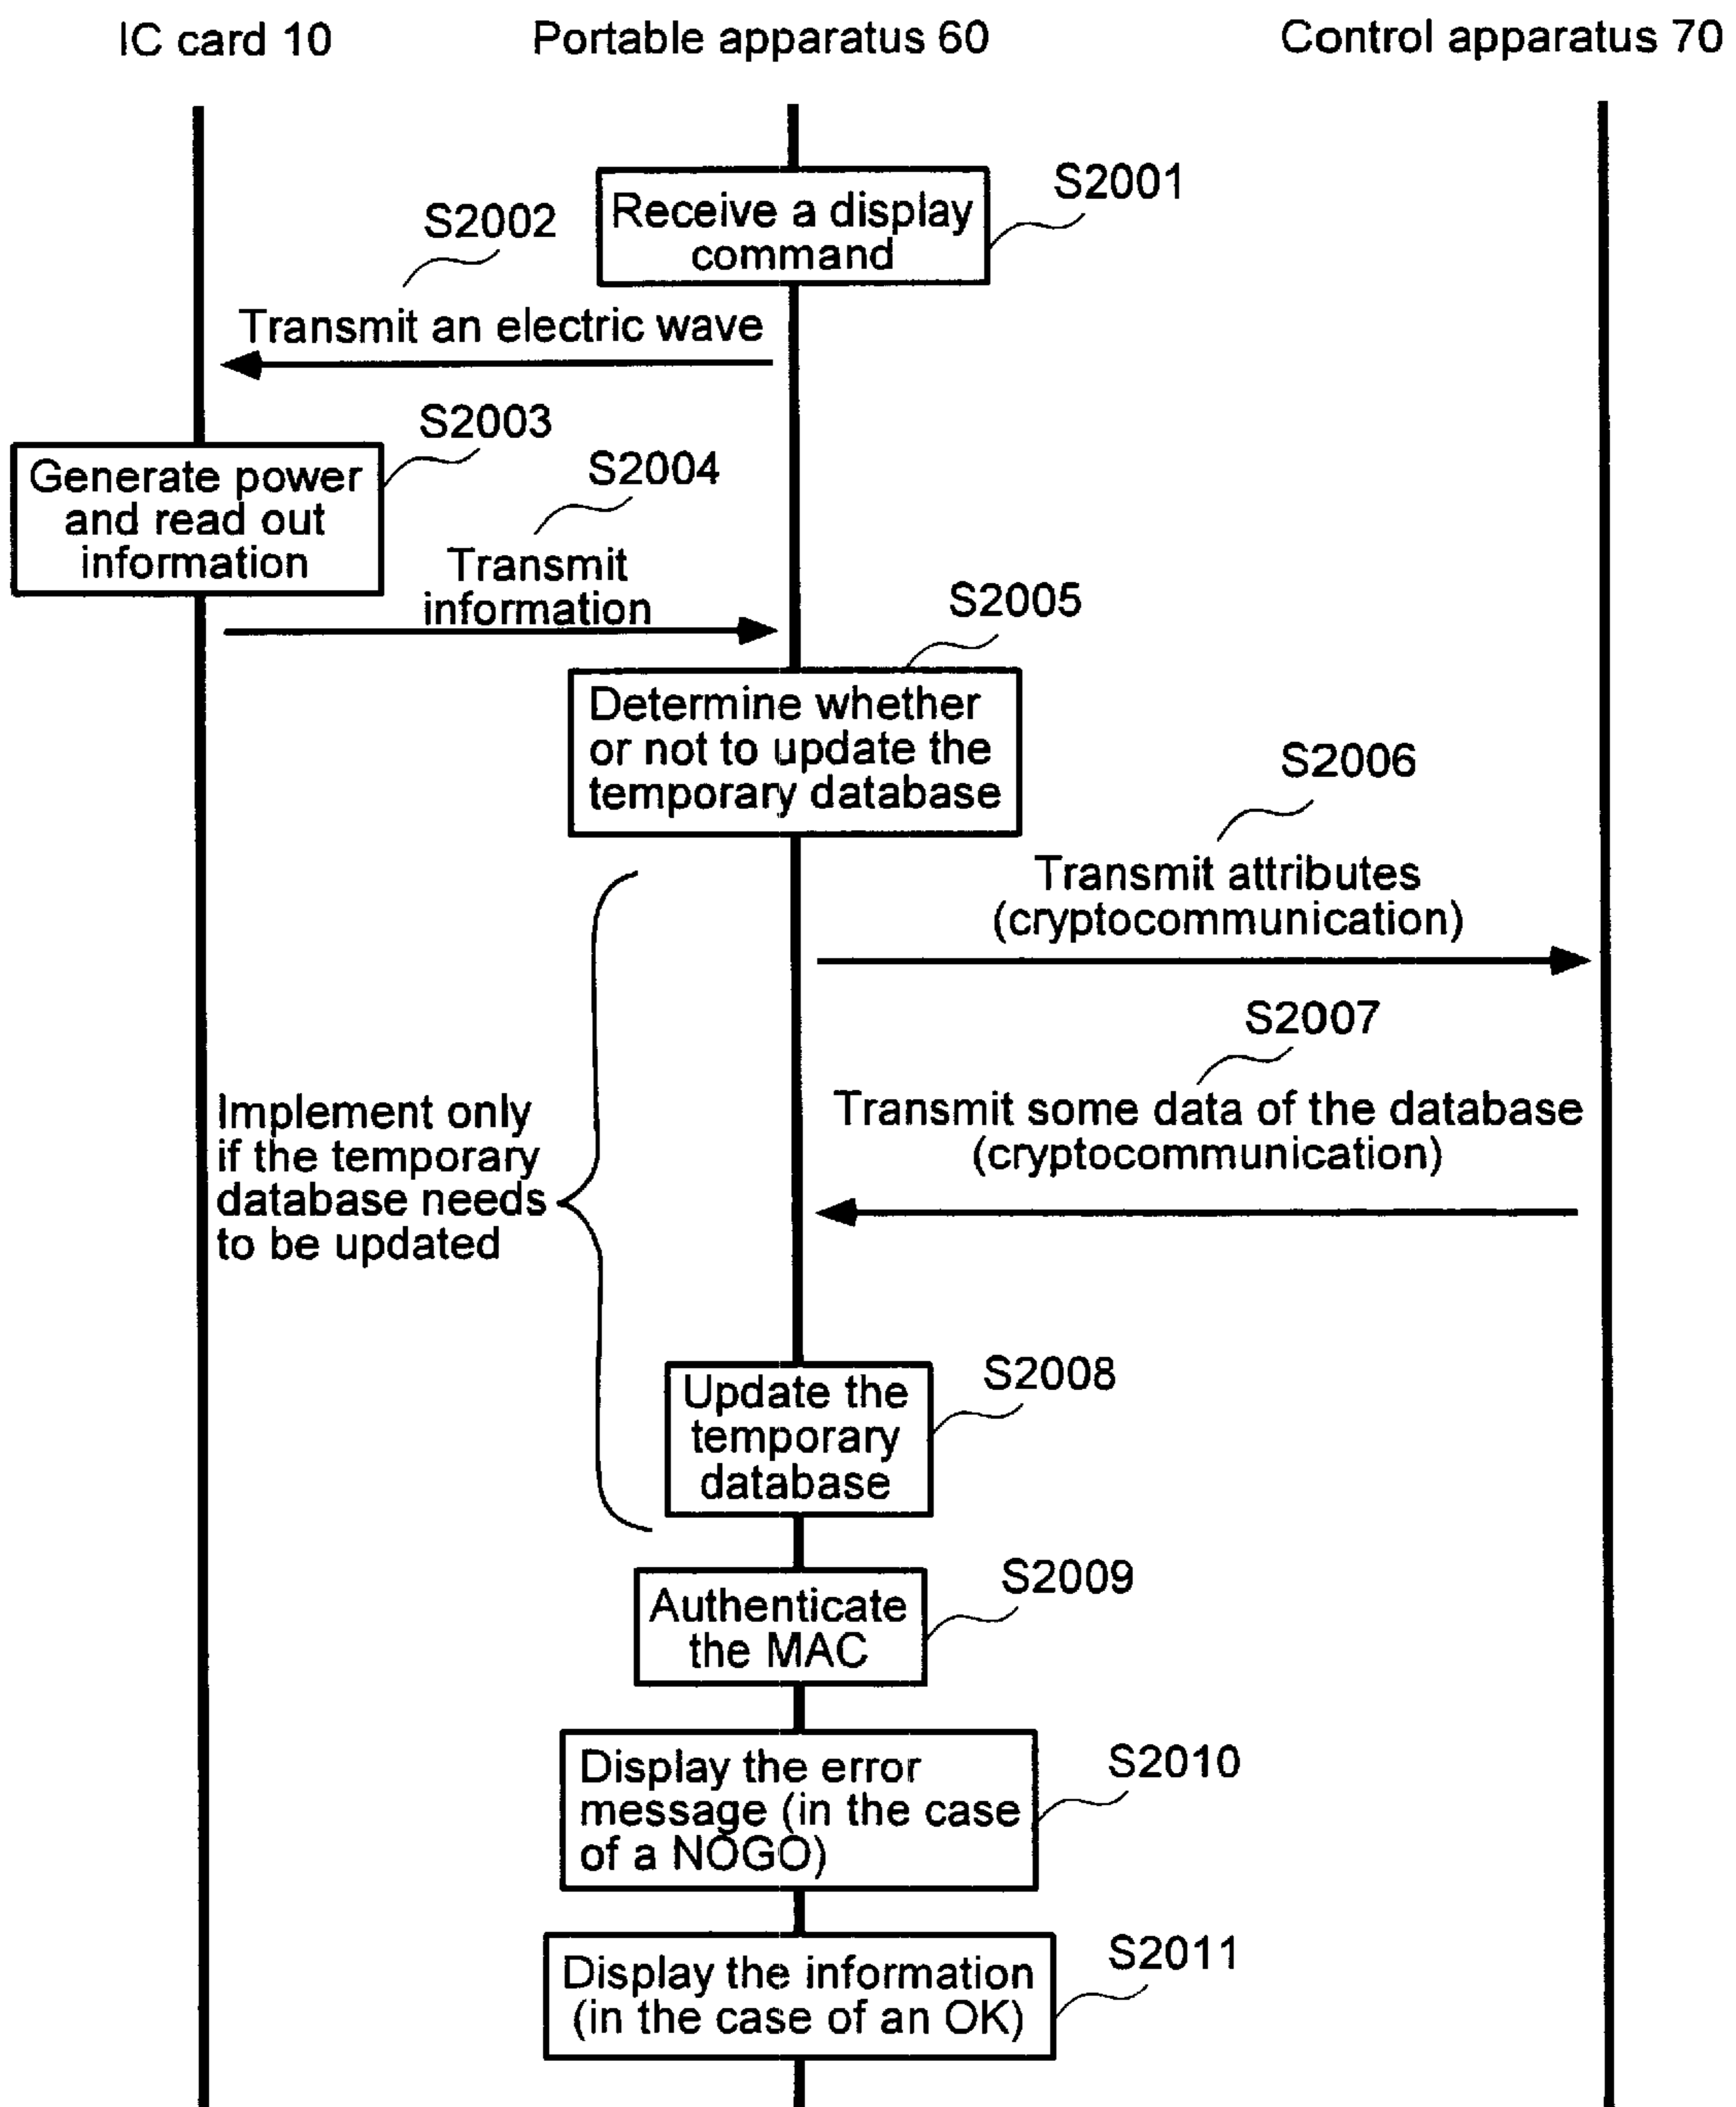 IC card 10
Portable apparatus 60
Control apparatus 70
S2001
Receive a display
command
S2002
Transmit an electric wave
S2003
Generate power
and read out
information
S2004
Transmit
information
S2005
Determine whether
or not to update the
temporary database
S2006
Transmit attributes
(cryptocommunication)
S2007
Transmit some data of the database
(cryptocommunication)
Implement only
if the temporary
database needs
to be updated
S2008
Update the
temporary
database
S2009
Authenticate
the MAC
S2010
Display the error
message (in the case
of a NOGO)
S2011
Display the information
(in the case of an OK)